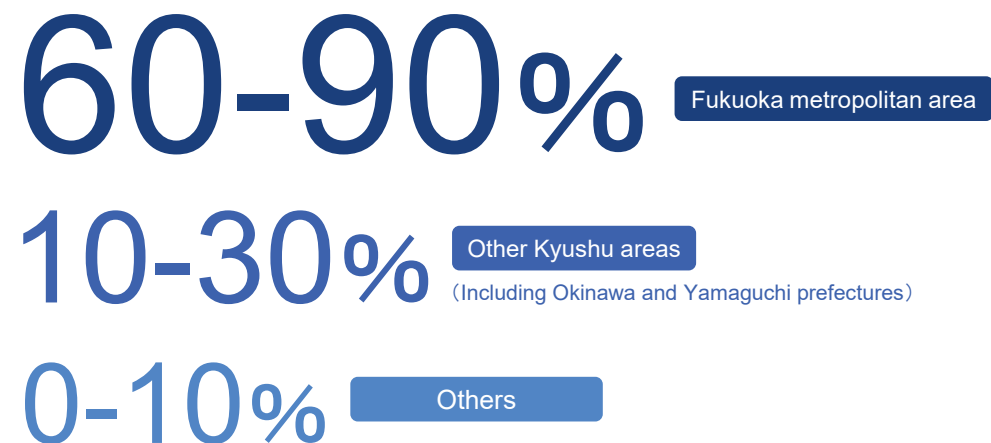 60-90% Fukuoka metropolitan area
10-30% Other Kyushu areas
（Including Okinawa and Yamaguchi prefectures）
0-10% Others